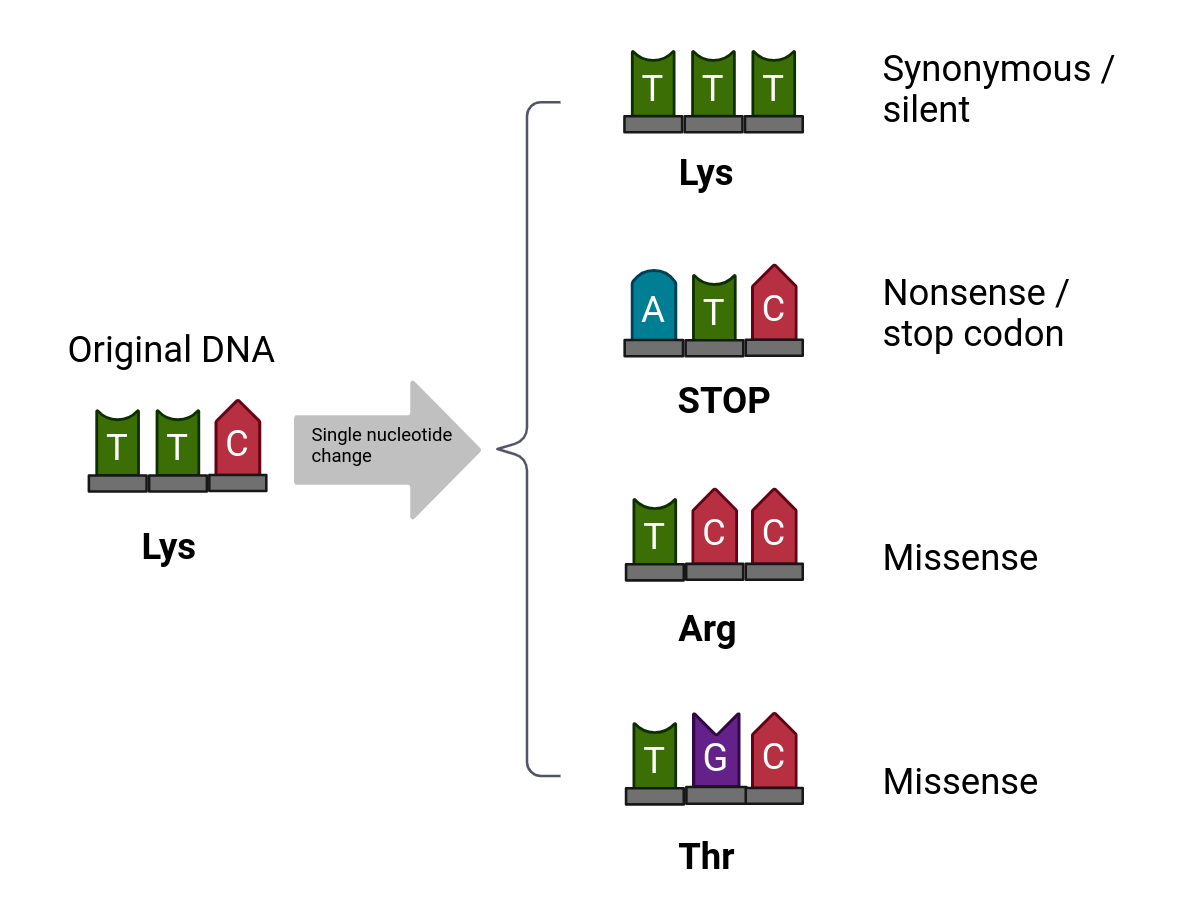 Original DNA
T T C
Lys
Single nucleotide
change
T T T
Lys
Synonymous /
silent
A T C
STOP
Nonsense /
stop codon
T C C
Arg
Missense
T G C
Thr
Missense